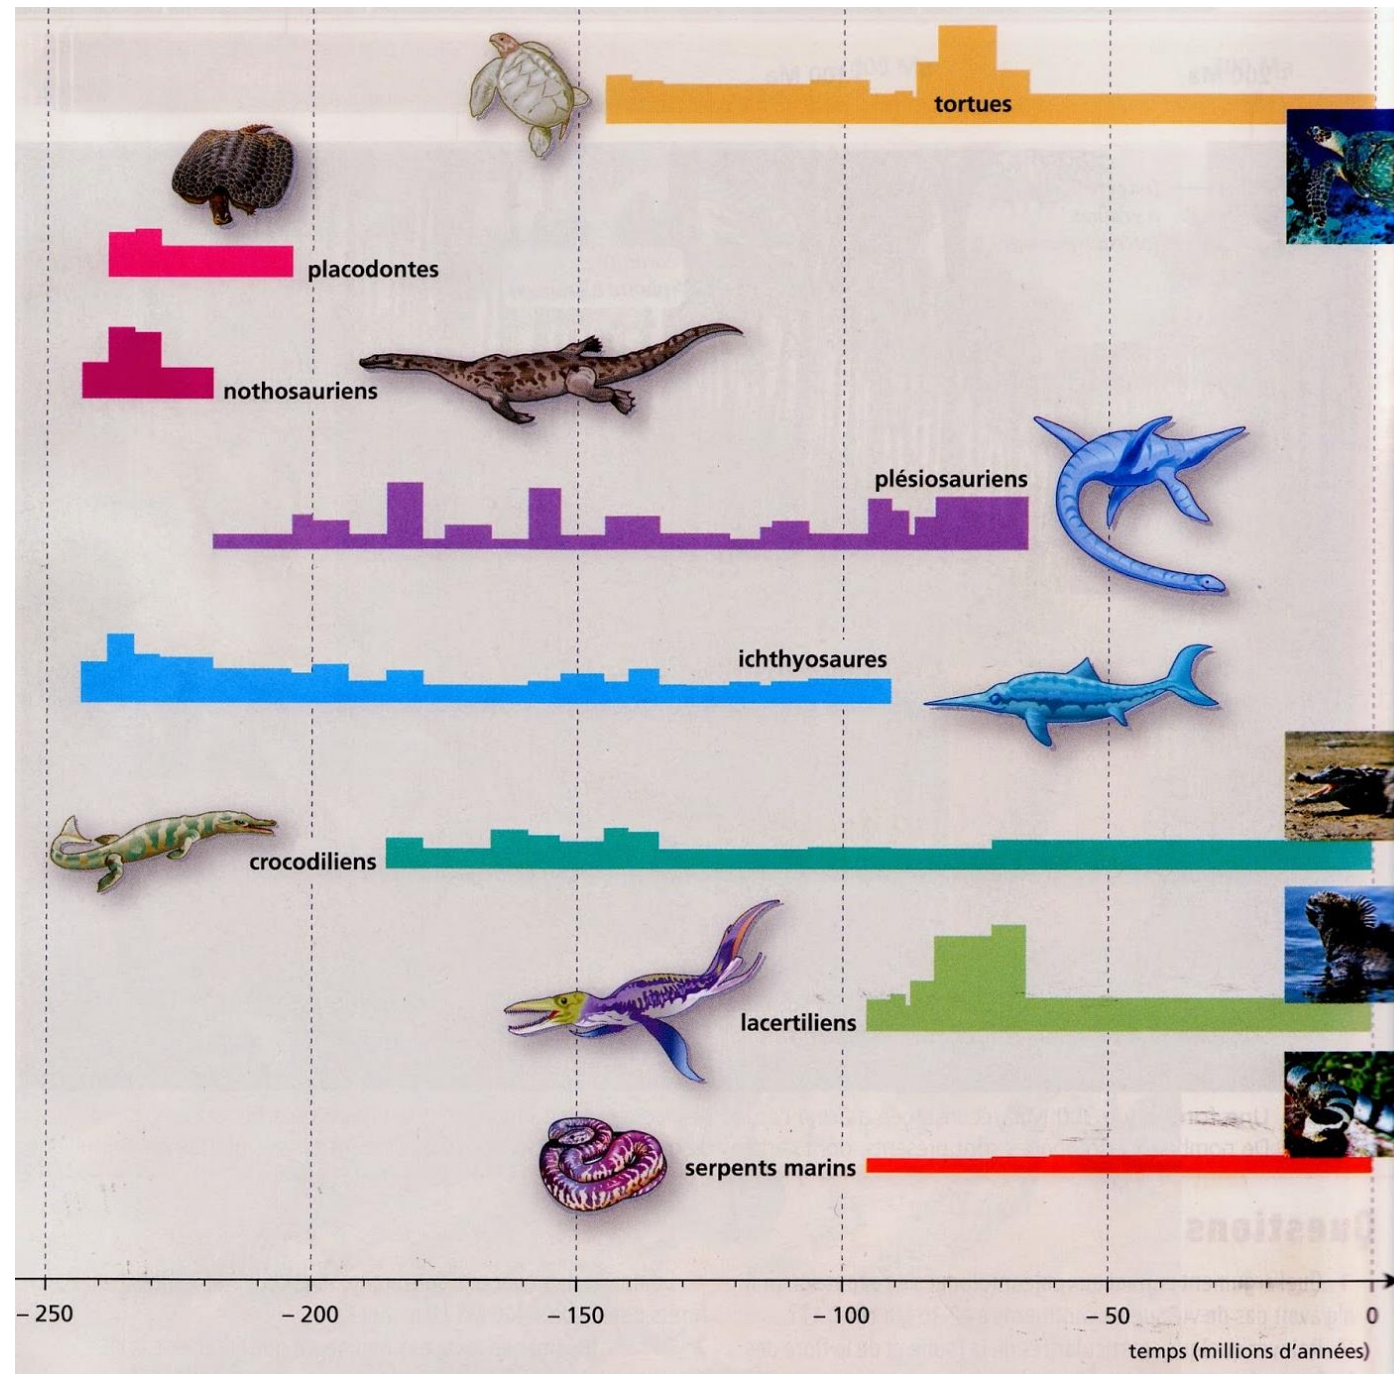 tortues
placodontes
nothosauriens
plésiosauriens
ichthyosaures
crocodiliens
lacertiliens
serpents marins
– 250 – 200 – 150 – 100 – 50 0
temps (millions d'années)